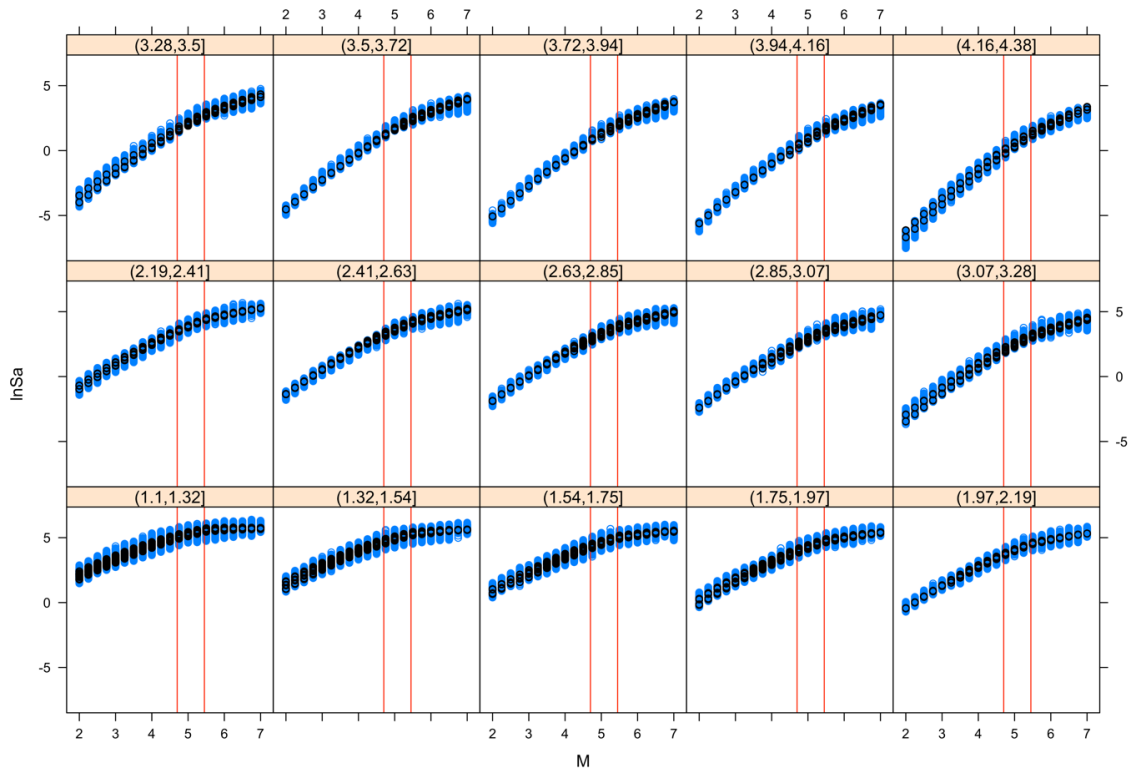 2 3 4 5 6 7 2 3 4 5 6 7
(3.28,3.5] (3.5,3.72] (3.72,3.94] (3.94,4.16] (4.16,4.38]
5
0
-5
(2.19,2.41] (2.41,2.63] (2.63,2.85] (2.85,3.07] (3.07,3.28]
5
0
-5
lnSa
(1.1,1.32] (1.32,1.54] (1.54,1.75] (1.75,1.97] (1.97,2.19]
5
0
-5
2 3 4 5 6 7 2 3 4 5 6 7 2 3 4 5 6 7
M